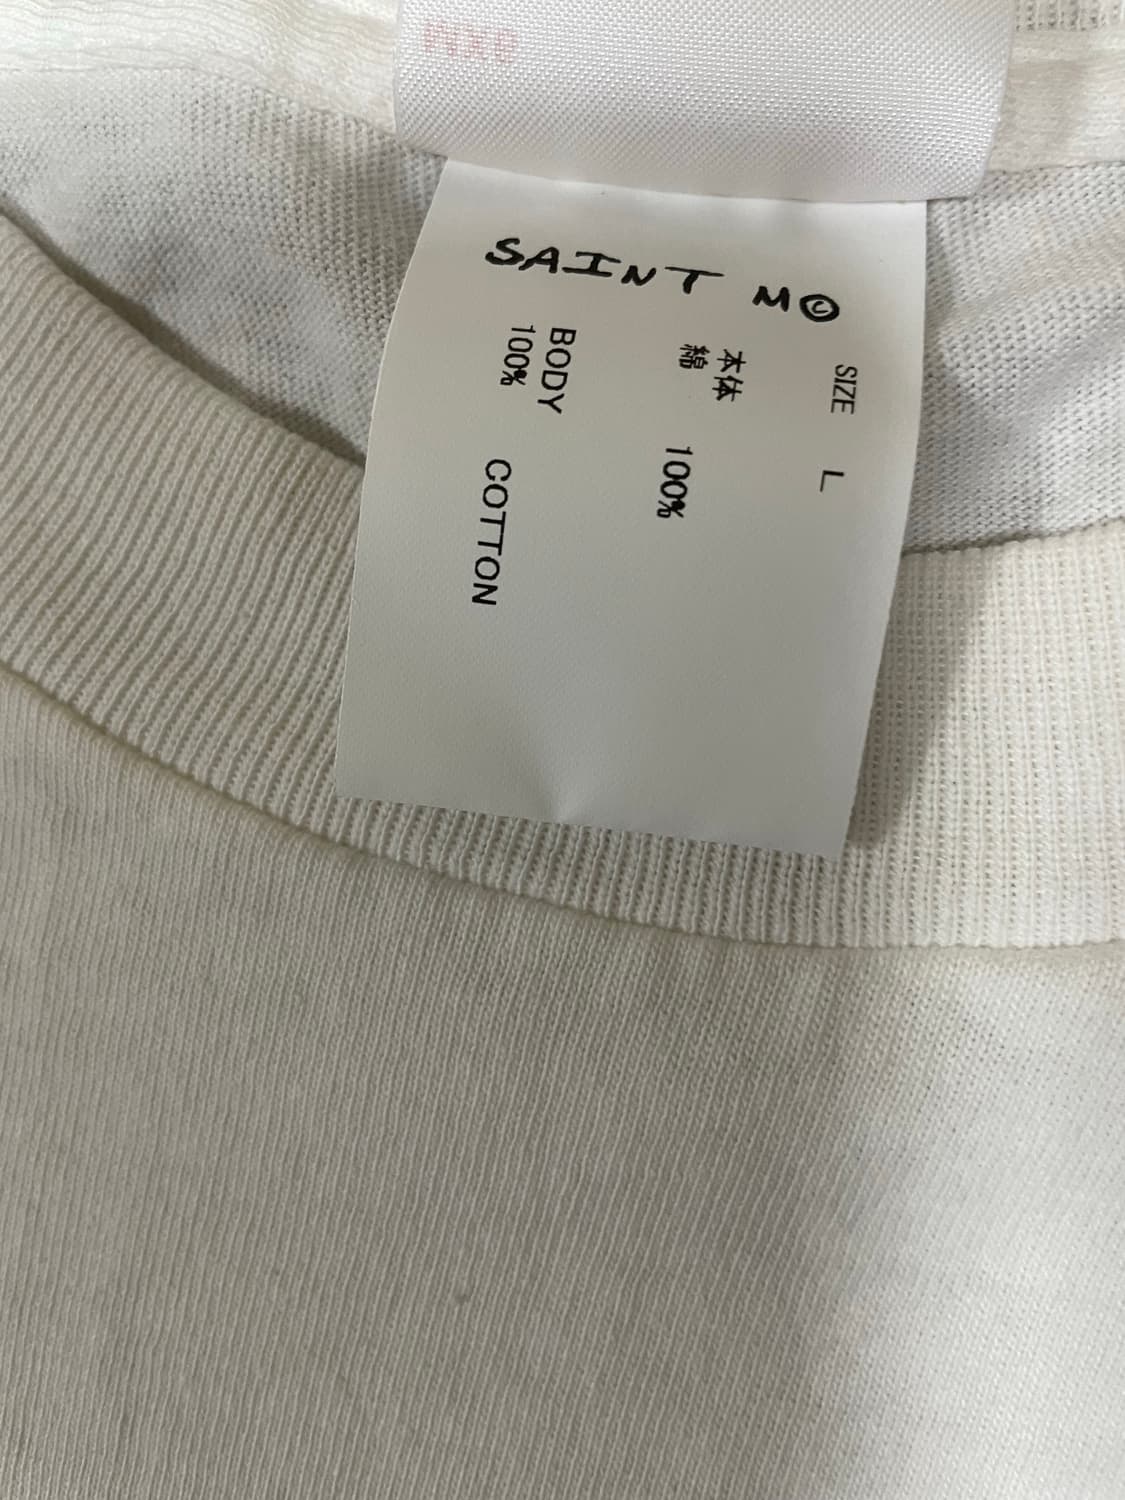 SAINT M©
SIZE L
本体
綿 100%
BODY
100% COTTON